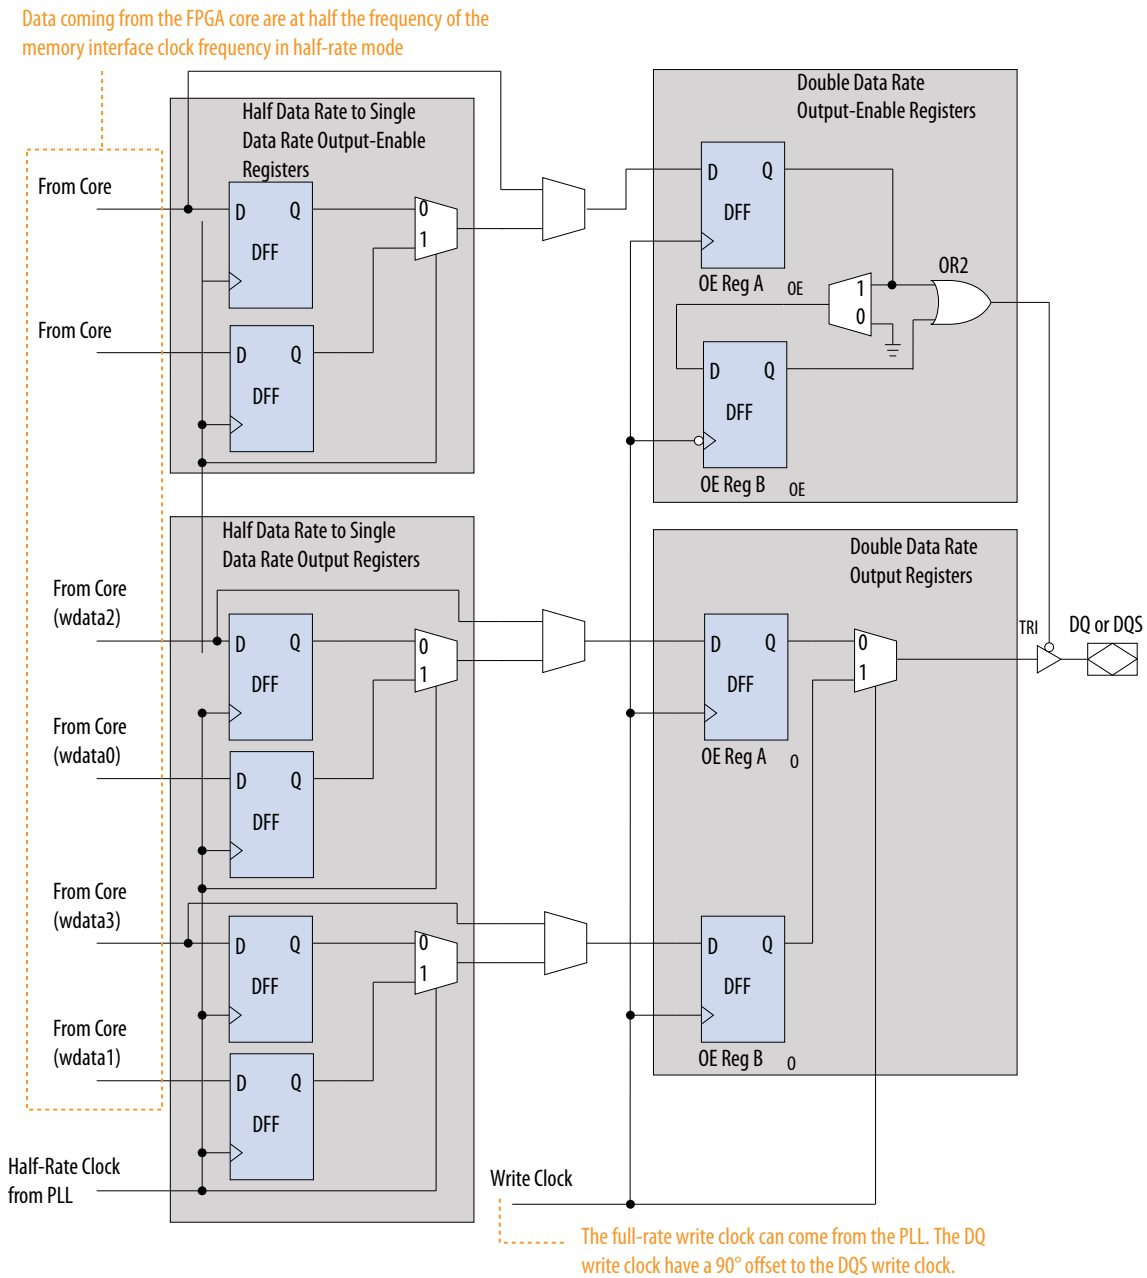 Data coming from the FPGA core are at half the frequency of the
memory interface clock frequency in half-rate mode
Half Data Rate to Single
Data Rate Output-Enable
Registers
Double Data Rate
Output-Enable Registers
From Core
D Q
DFF
0
1
D Q
DFF
OE Reg A OE
OR2
1
0
From Core
D Q
DFF
D Q
DFF
OE Reg B OE
Half Data Rate to Single
Data Rate Output Registers
Double Data Rate
Output Registers
From Core
(wdata2)
D Q
DFF
0
1
D Q
DFF
OE Reg A O
0
1
TRI
DQ or DQS
From Core
(wdata0)
D Q
DFF
From Core
(wdata3)
D Q
DFF
0
1
D Q
DFF
OE Reg B O
From Core
(wdata1)
D Q
DFF
Half-Rate Clock
from PLL
Write Clock
The full-rate write clock can come from the PLL. The DQ
write clock have a 90° offset to the DQS write clock.